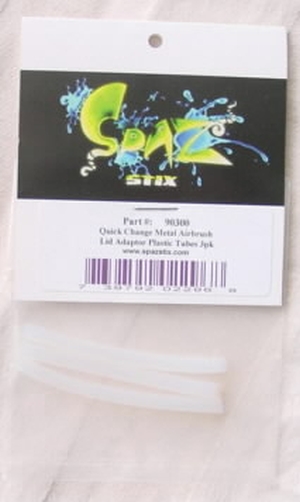 SPAZ
STIX
Part #: 90300
Quick Change Metal Airbrush
Lid Adaptor Plastic Tubes 3pk
www.spazstix.com